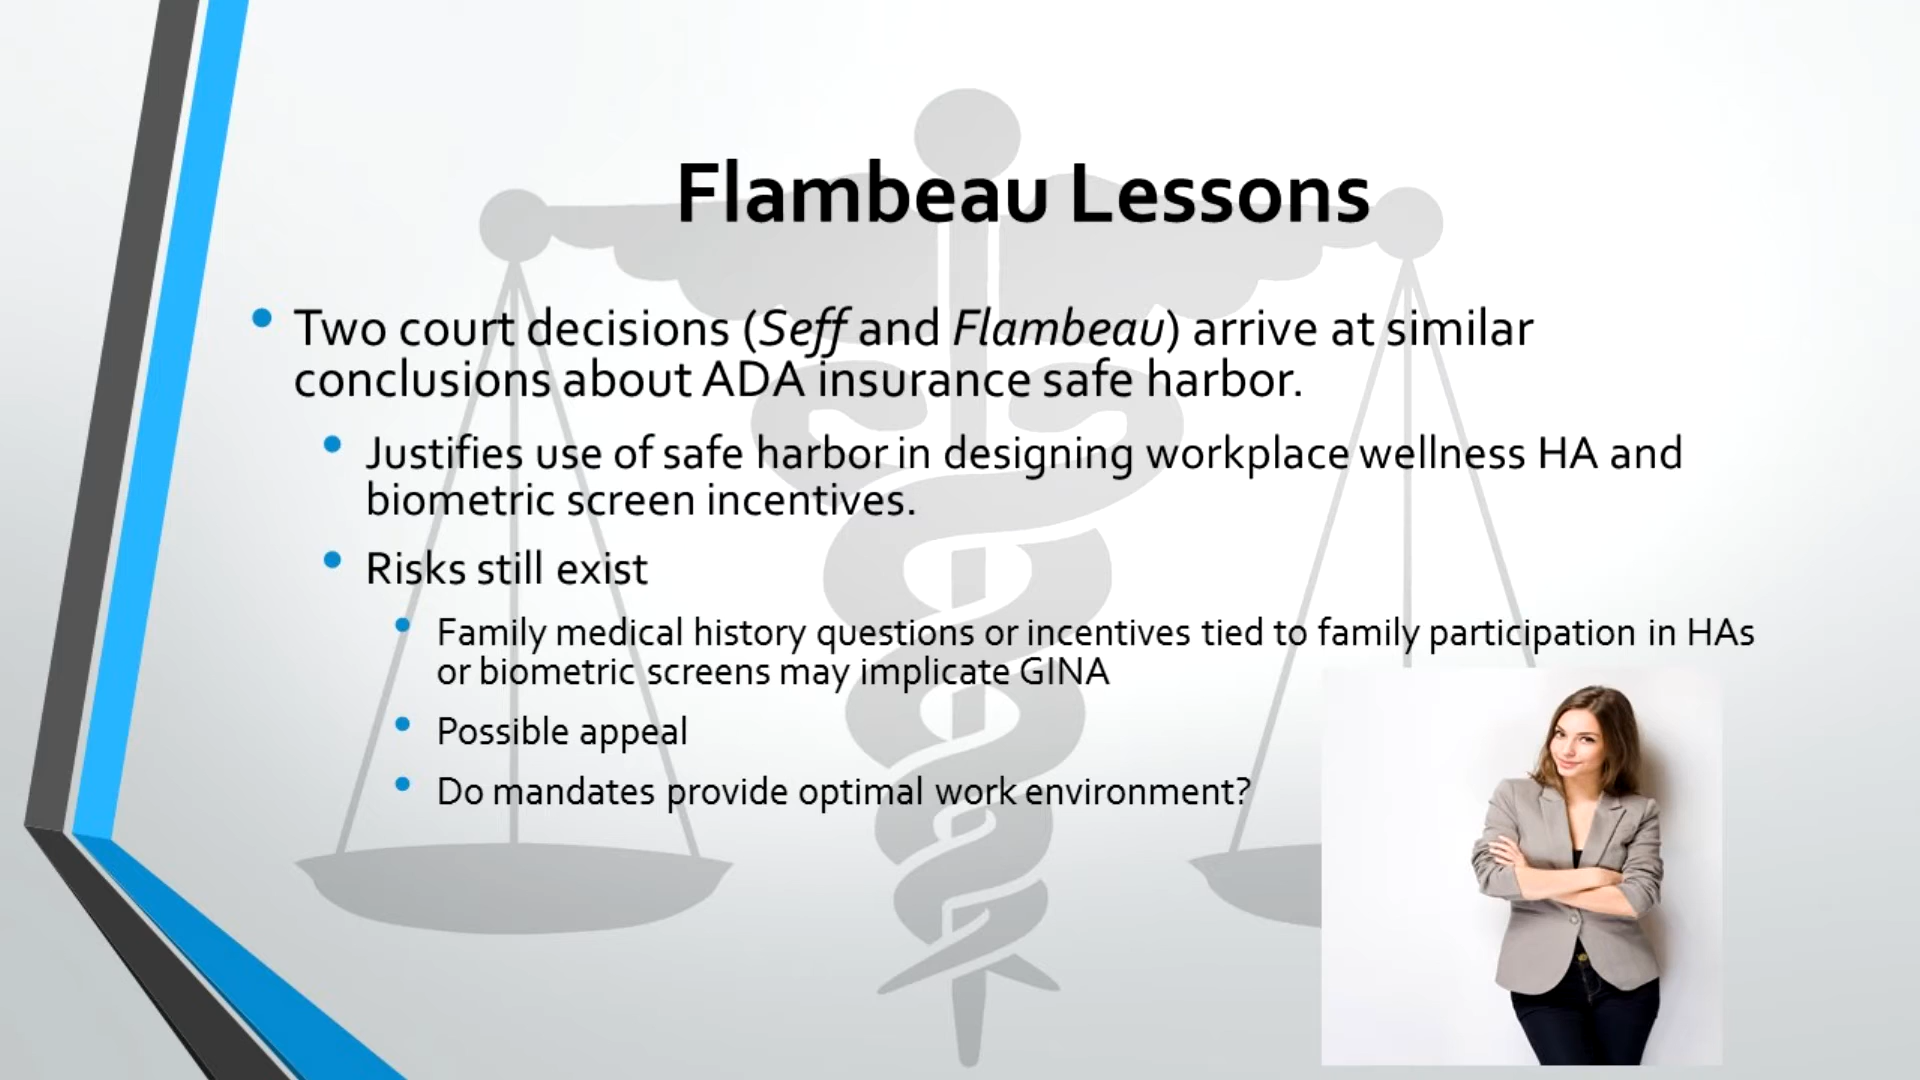 Flambeau Lessons
Two court decisions (Seff and Flambeau) arrive at similar
conclusions about ADA insurance safe harbor.
Justifies use of safe harbor in designing workplace wellness HA and
biometric screen incentives.
Risks still exist
Family medical history questions or incentives tied to family participation in HAs
or biometric screens may implicate GINA
Possible appeal
Do mandates provide optimal work environment?